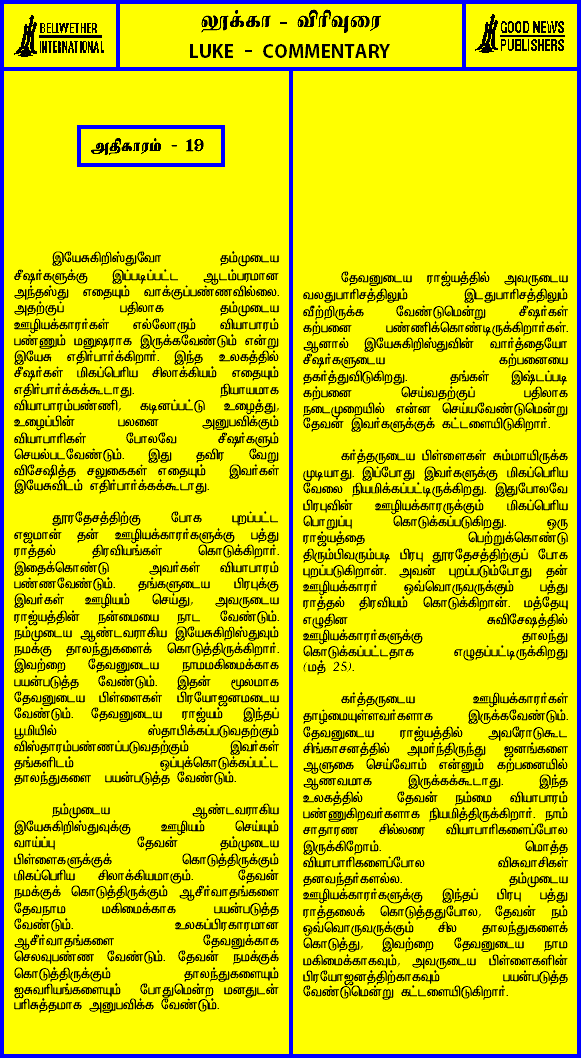 BELWETHER
INTERNATIONAL
லூக்கா - விரிவுரை
LUKE - COMMENTARY
GOOD NEWS
PUBLISHERS
அதிகாரம் - 19
இயேசுகிறிஸ்துவோ தம்முடைய
சீஷர்களுக்கு இப்படிப்பட்ட ஆடம்பரமான
அந்தஸ்து எதையும் வாக்குப்பண்ணவில்லை.
அதற்குப் பதிலாக தம்முடைய
ஊழியக்காரர்கள் எல்லோரும் வியாபாரம்
பண்ணும் மனுஷராக இருக்கவேண்டும் என்று
இயேசு எதிர்பார்க்கிறார். இந்த உலகத்தில்
சீஷர்கள் மிகப்பெரிய சிலாக்கியம் எதையும்
எதிர்பார்க்கக்கூடாது. நியாயமாக
வியாபாரம்பண்ணி, கடினப்பட்டு உழைத்து,
உழைப்பின் பலனை அனுபவிக்கும்
வியாபாரிகள் போலவே சீஷர்களும்
செயல்படவேண்டும். இது தவிர வேறு
விசேஷித்த சலுகைகள் எதையும் இவர்கள்
இயேசுவிடம் எதிர்பார்க்கக்கூடாது.
தூரதேசத்திற்கு போக புறப்பட்ட
எஜமான் தன் ஊழியக்காரர்களுக்கு பத்து
ராத்தல் திரவியங்கள் கொடுக்கிறார்.
இதைக்கொண்டு அவர்கள் வியாபாரம்
பண்ணவேண்டும். தங்களுடைய பிரபுக்கு
இவர்கள் ஊழியம் செய்து, அவருடைய
ராஜ்யத்தின் நன்மையை நாட வேண்டும்.
நம்முடைய ஆண்டவராகிய இயேசுகிறிஸ்துவும்
நமக்கு தாலந்துகளைக் கொடுத்திருக்கிறார்.
இவற்றை தேவனுடைய நாமமகிமைக்காக
பயன்படுத்த வேண்டும். இதன் மூலமாக
தேவனுடைய பிள்ளைகள் பிரயோஜனமடைய
வேண்டும். தேவனுடைய ராஜ்யம் இந்தப்
பூமியில் ஸ்தாபிக்கப்படுவதற்கும்
விஸ்தாரம்பண்ணப்படுவதற்கும் இவர்கள்
தங்களிடம் ஒப்புக்கொடுக்கப்பட்ட
தாலந்துகளை பயன்படுத்த வேண்டும்.
நம்முடைய ஆண்டவராகிய
இயேசுகிறிஸ்துவுக்கு ஊழியம் செய்யும்
வாய்ப்பு தேவன் தம்முடைய
பிள்ளைகளுக்குக் கொடுத்திருக்கும்
மிகப்பெரிய சிலாக்கியமாகும். தேவன்
நமக்குக் கொடுத்திருக்கும் ஆசீர்வாதங்களை
தேவநாம மகிமைக்காக பயன்படுத்த
வேண்டும். உலகப்பிரகாரமான
ஆசீர்வாதங்களை தேவனுக்காக
செலவுபண்ண வேண்டும். தேவன் நமக்குக்
கொடுத்திருக்கும் தாலந்துகளையும்
ஐசுவரியங்களையும் போதுமென்ற மனதுடன்
பரிசுத்தமாக அனுபவிக்க வேண்டும்.
தேவனுடைய ராஜ்யத்தில் அவருடைய
வலதுபாரிசத்திலும் இடதுபாரிசத்திலும்
வீற்றிருக்க வேண்டுமென்று சீஷர்கள்
கற்பனை பண்ணிக்கொண்டிருக்கிறார்கள்.
ஆனால் இயேசுகிறிஸ்துவின் வார்த்தையோ
சீஷர்களுடைய கற்பனையை
தகர்த்துவிடுகிறது. தங்கள் இஷ்டப்படி
கற்பனை செய்வதற்குப் பதிலாக
நடைமுறையில் என்ன செய்யவேண்டுமென்று
தேவன் இவர்களுக்குக் கட்டளையிடுகிறார்.
கர்த்தருடைய பிள்ளைகள் சும்மாயிருக்க
முடியாது. இப்போது இவர்களுக்கு மிகப்பெரிய
வேலை நியமிக்கப்பட்டிருக்கிறது. இதுபோலவே
பிரபுவின் ஊழியக்காரருக்கும் மிகப்பெரிய
பொறுப்பு கொடுக்கப்படுகிறது. ஒரு
ராஜ்யத்தை பெற்றுக்கொண்டு
திரும்பிவரும்படி பிரபு தூரதேசத்திற்குப் போக
புறப்படுகிறான். அவன் புறப்படும்போது தன்
ஊழியக்காரர் ஒவ்வொருவருக்கும் பத்து
ராத்தல் திரவியம் கொடுக்கிறான். மத்தேயு
எழுதின சுவிசேஷத்தில்
ஊழியக்காரர்களுக்கு தாலந்து
கொடுக்கப்பட்டதாக எழுதப்பட்டிருக்கிறது
(மத் 25).
கர்த்தருடைய ஊழியக்காரர்கள்
தாழ்மையுள்ளவர்களாக இருக்கவேண்டும்.
தேவனுடைய ராஜ்யத்தில் அவரோடுகூட
சிங்காசனத்தில் அமர்ந்திருந்து ஜனங்களை
ஆளுகை செய்வோம் என்னும் கற்பனையில்
ஆணவமாக இருக்கக்கூடாது. இந்த
உலகத்தில் தேவன் நம்மை வியாபாரம்
பண்ணுகிறவர்களாக நியமித்திருக்கிறார். நாம்
சாதாரண சில்லரை வியாபாரிகளைப்போல
இருக்கிறோம். மொத்த
வியாபாரிகளைப்போல விசுவாசிகள்
தனவந்தர்களல்ல. தம்முடைய
ஊழியக்காரர்களுக்கு இந்தப் பிரபு பத்து
ராத்தலைக் கொடுத்ததுபோல, தேவன் நம்
ஒவ்வொருவருக்கும் சில தாலந்துகளைக்
கொடுத்து, இவற்றை தேவனுடைய நாம
மகிமைக்காகவும், அவருடைய பிள்ளைகளின்
பிரயோஜனத்திற்காகவும் பயன்படுத்த
வேண்டுமென்று கட்டளையிடுகிறார்.